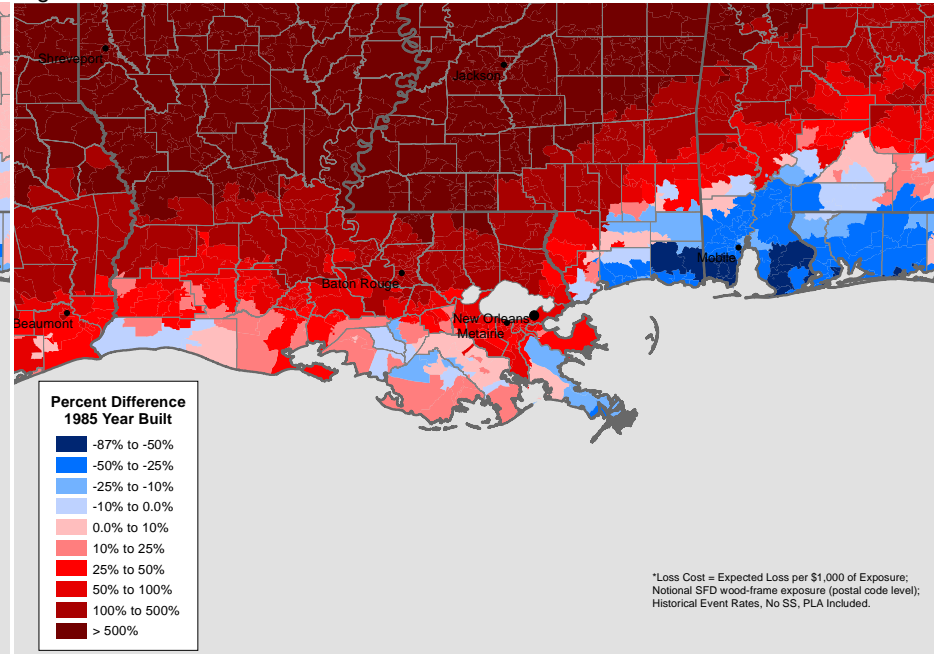 Shreveport
Jackson
Mobile
Baton Rouge
Beaumont
New Orleans
Metairie
Percent Difference
1985 Year Built
-87% to -50%
-50% to -25%
-25% to -10%
-10% to 0.0%
0.0% to 10%
10% to 25%
25% to 50%
50% to 100%
100% to 500%
> 500%
*Loss Cost = Expected Loss per $1,000 of Exposure;
Notional SFD wood-frame exposure (postal code level);
Historical Event Rates, No SS, PLA Included.